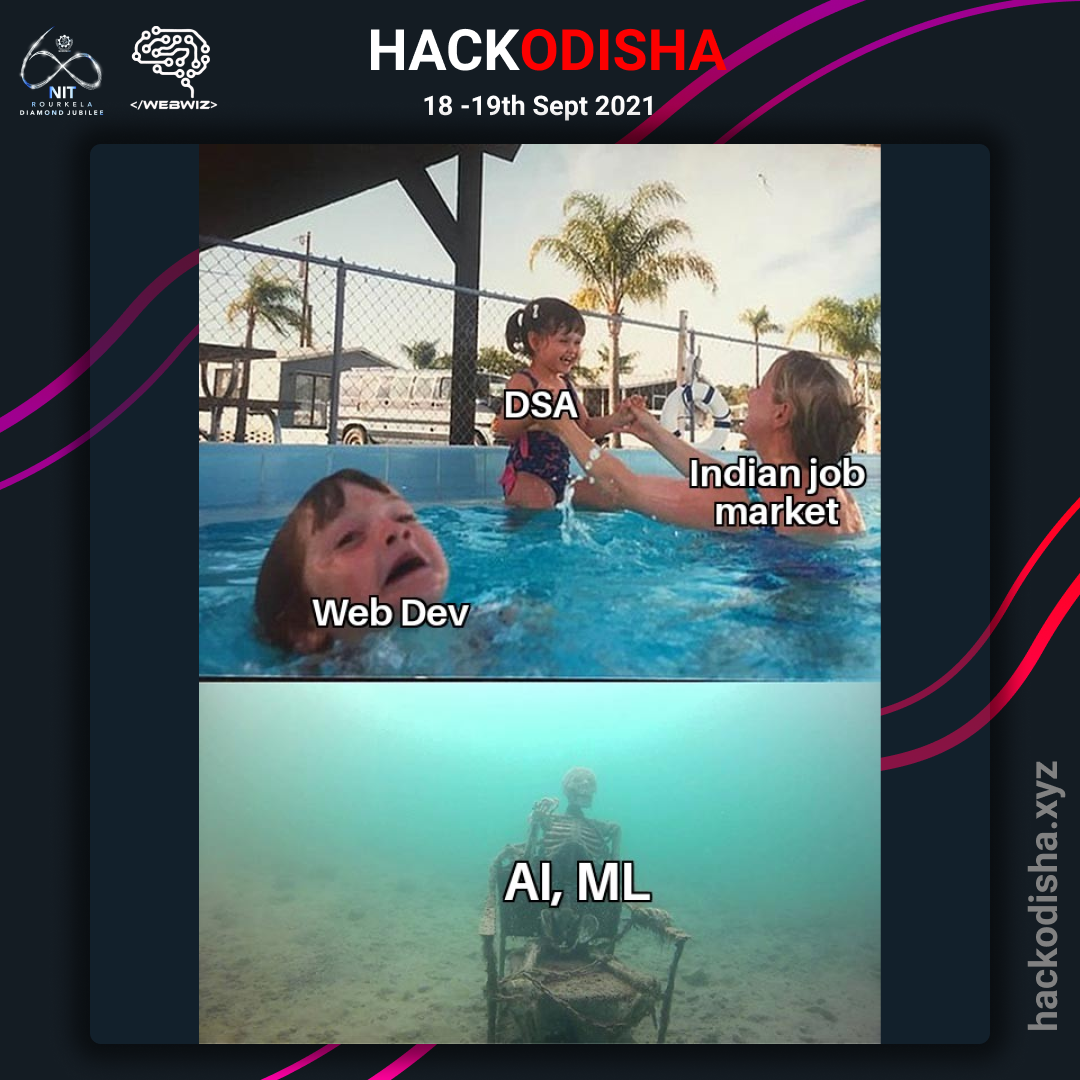 HACKODISHA
18 -19th Sept 2021
NIT
ROURKELA
DIAMOND JUBILEE
</WEBWIZ>
DSA
Indian job
market
Web Dev
AI, ML
hackodisha.xyz